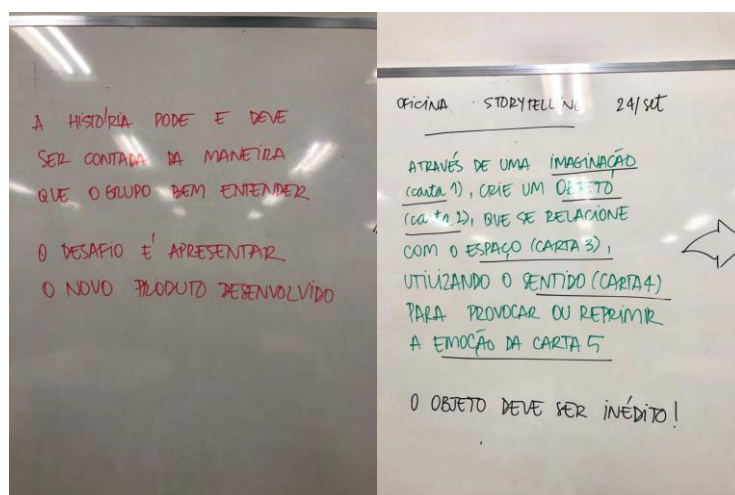 A HISTÓRIA PODE E DEVE
SER CONTADA DA MANEIRA
QUE O GRUPO BEM ENTENDER
O DESAFIO É APRESENTAR
O NOVO PRODUTO DESENVOLVIDO
OFICINA STORYTELLING 24/set
ATRAVÉS DE UMA IMAGINAÇÃO
(carta 1), CRIE UM OBJETO
(carta 2), QUE SE RELACIONE
COM O ESPAÇO (CARTA 3),
UTILIZANDO O SENTIDO (CARTA 4)
PARA PROVOCAR OU REPRIMIR
A EMOÇÃO DA CARTA 5
O OBJETO DEVE SER INÉDITO!